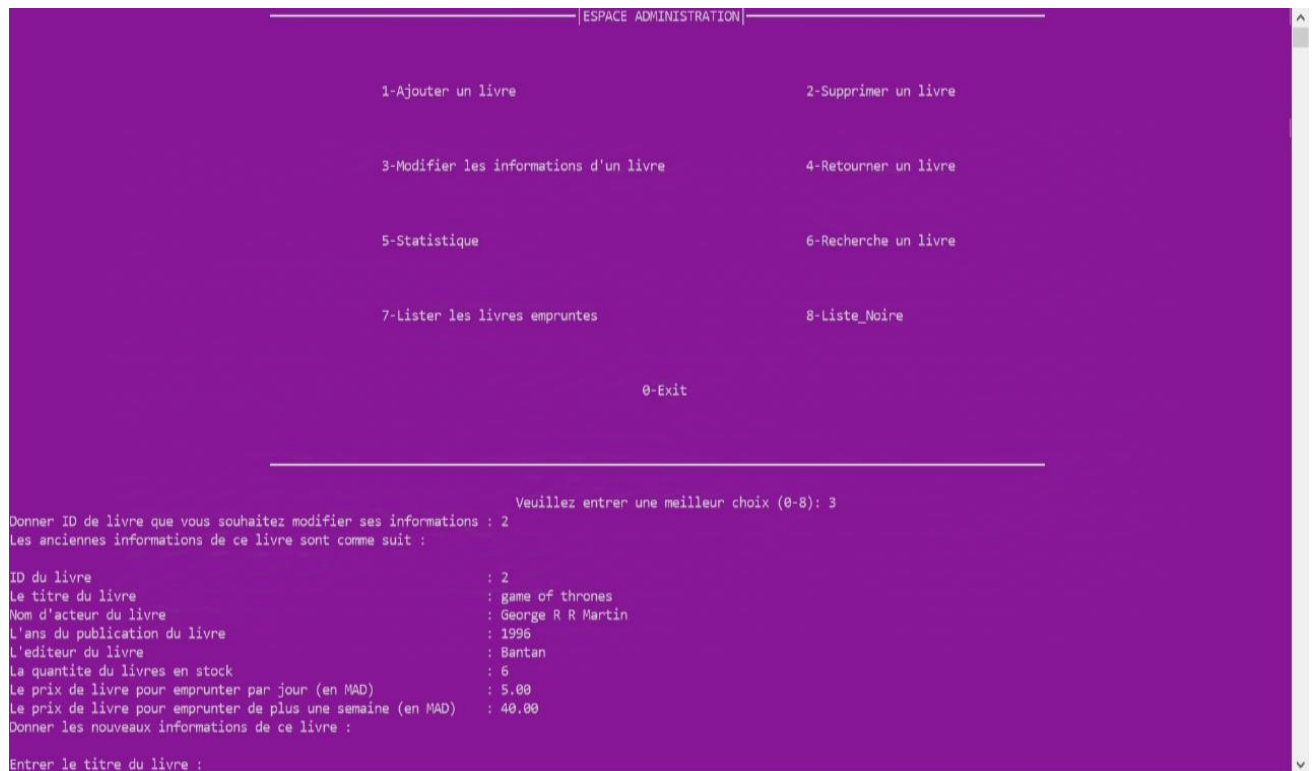 |ESPACE ADMINISTRATION|
1-Ajouter un livre 2-Supprimer un livre
3-Modifier les informations d'un livre 4-Retourner un livre
5-Statistique 6-Recherche un livre
7-Lister les livres empruntes 8-Liste_Noire
0-Exit
Veuillez entrer une meilleur choix (0-8): 3
Donner ID de livre que vous souhaitez modifier ses informations : 2
Les anciennes informations de ce livre sont comme suit :
ID du livre : 2
Le titre du livre : game of thrones
Nom d'acteur du livre : George R R Martin
L'ans du publication du livre : 1996
L'editeur du livre : Bantan
La quantite du livres en stock : 6
Le prix de livre pour emprunter par jour (en MAD) : 5.00
Le prix de livre pour emprunter de plus une semaine (en MAD) : 40.00
Donner les nouveaux informations de ce livre :
Entrer le titre du livre :